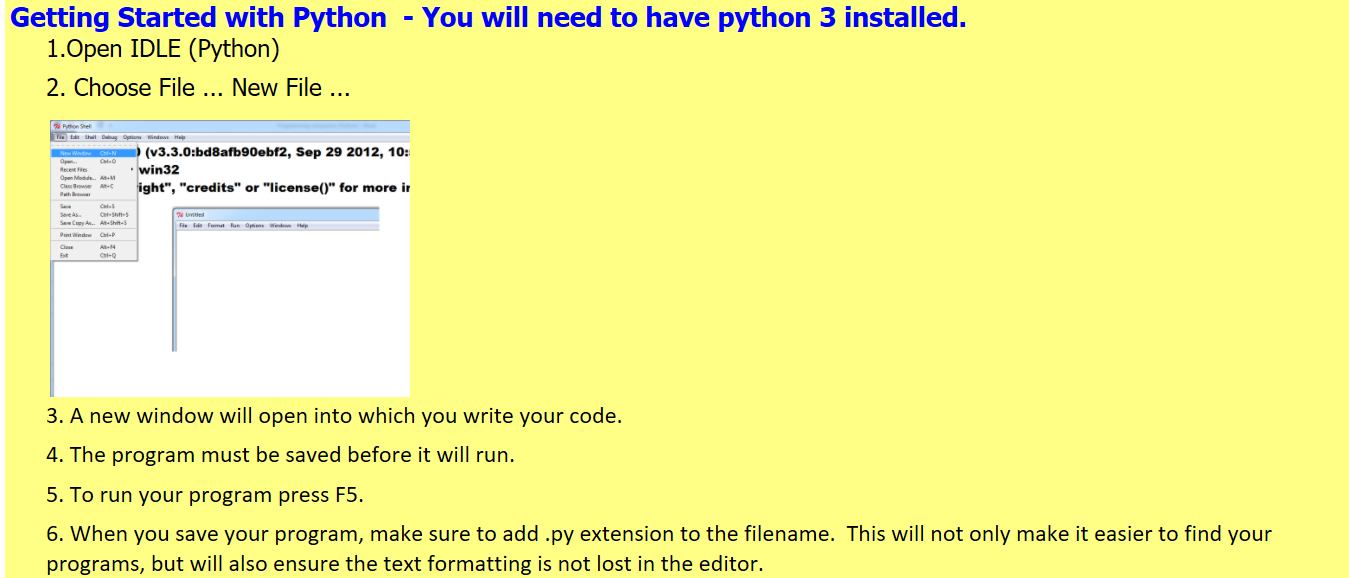 Getting Started with Python - You will need to have python 3 installed.
1.Open IDLE (Python)
2. Choose File ... New File ...
Python Shell
File Edit Shell Debug Options Windows Help
New Window Ctrl+N
Open... Ctrl+O
Recent Files
Open Module... Alt+M
Class Browser Alt+C
Path Browser
Save Ctrl+S
Save As... Ctrl+Shift+S
Save Copy As... Alt+Shift+S
Print Window Ctrl+P
Close Alt+F4
Exit Ctrl+Q
) (v3.3.0:bd8afb90ebf2, Sep 29 2012, 10:
win32
ight", "credits" or "license()" for more ir
Untitled
File Edit Format Run Options Windows Help
3. A new window will open into which you write your code.
4. The program must be saved before it will run.
5. To run your program press F5.
6. When you save your program, make sure to add .py extension to the filename. This will not only make it easier to find your
programs, but will also ensure the text formatting is not lost in the editor.